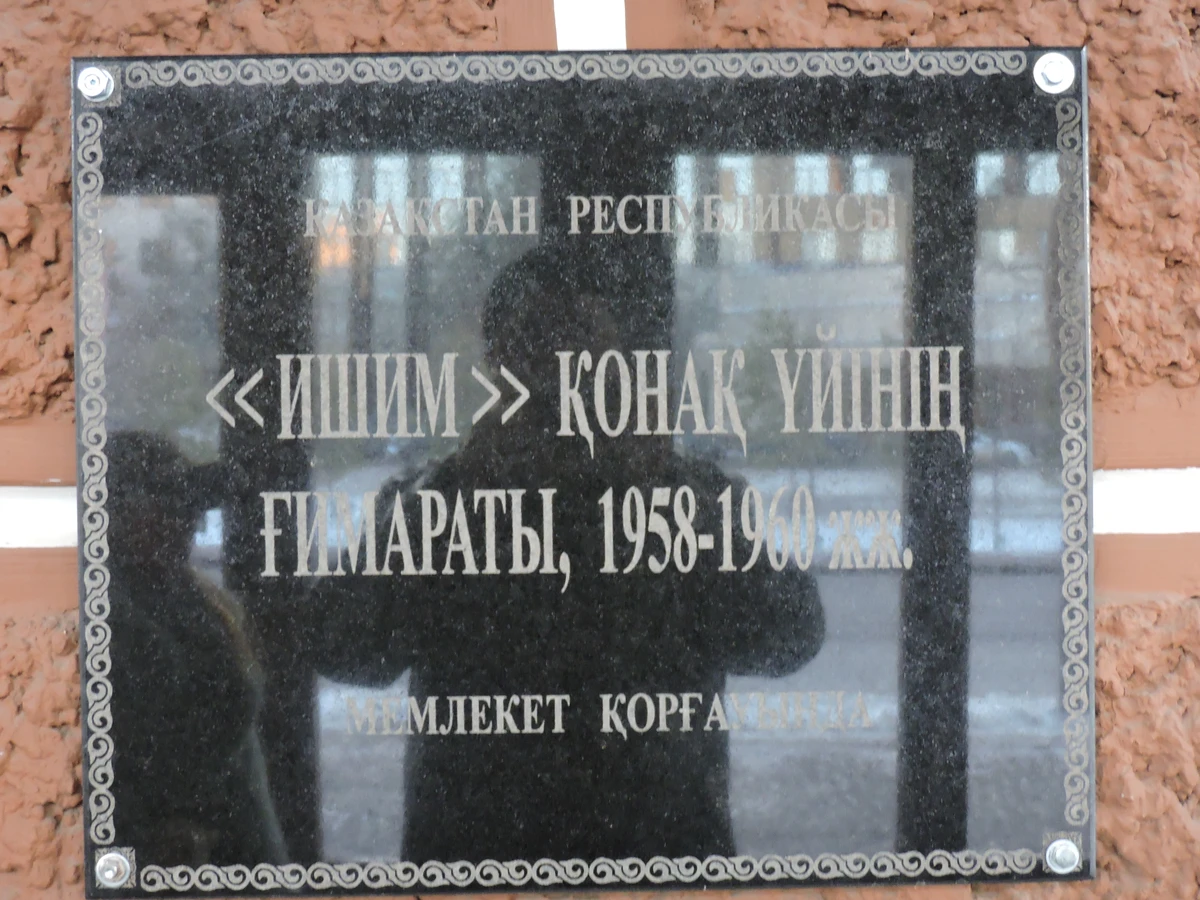 ҚАЗАҚСТАН РЕСПУБЛИКАСЫ
<<ИШИМ>> ҚОНАҚ ҮЙІНІҢ
ҒИМАРАТЫ, 1958-1960 жж.
МЕМЛЕКЕТ ҚОРҒАУЫНДА